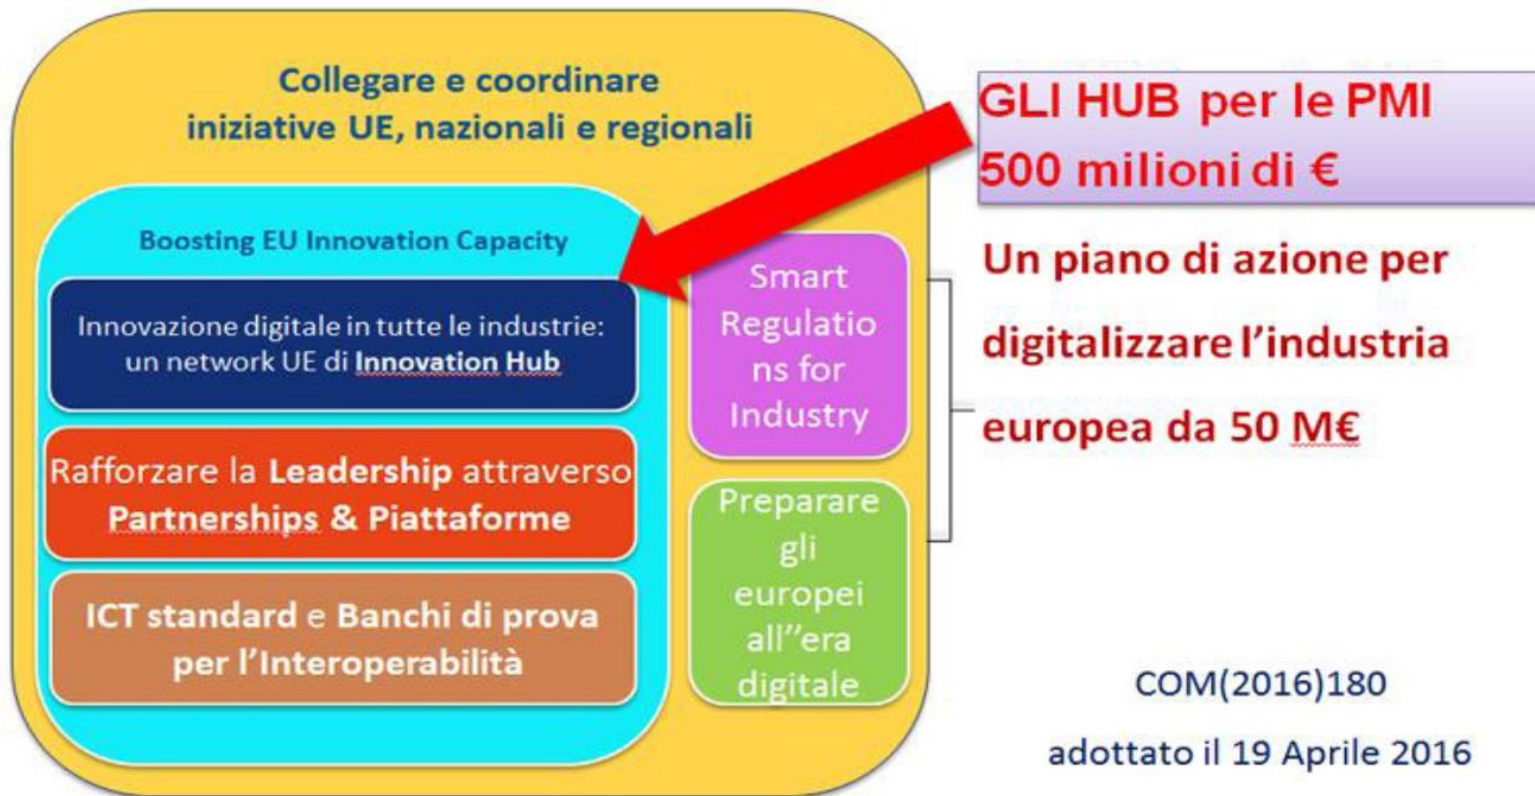 Collegare e coordinare
iniziative UE, nazionali e regionali
Boosting EU Innovation Capacity
Innovazione digitale in tutte le industrie:
un network UE di Innovation Hub
Rafforzare la Leadership attraverso
Partnerships & Piattaforme
ICT standard e Banchi di prova
per l'Interoperabilità
Smart
Regulatio
ns for
Industry
Preparare
gli
europei
all’’era
digitale
GLI HUB per le PMI
500 milioni di €
Un piano di azione per
digitalizzare l'industria
europea da 50 M€
COM(2016)180
adottato il 19 Aprile 2016